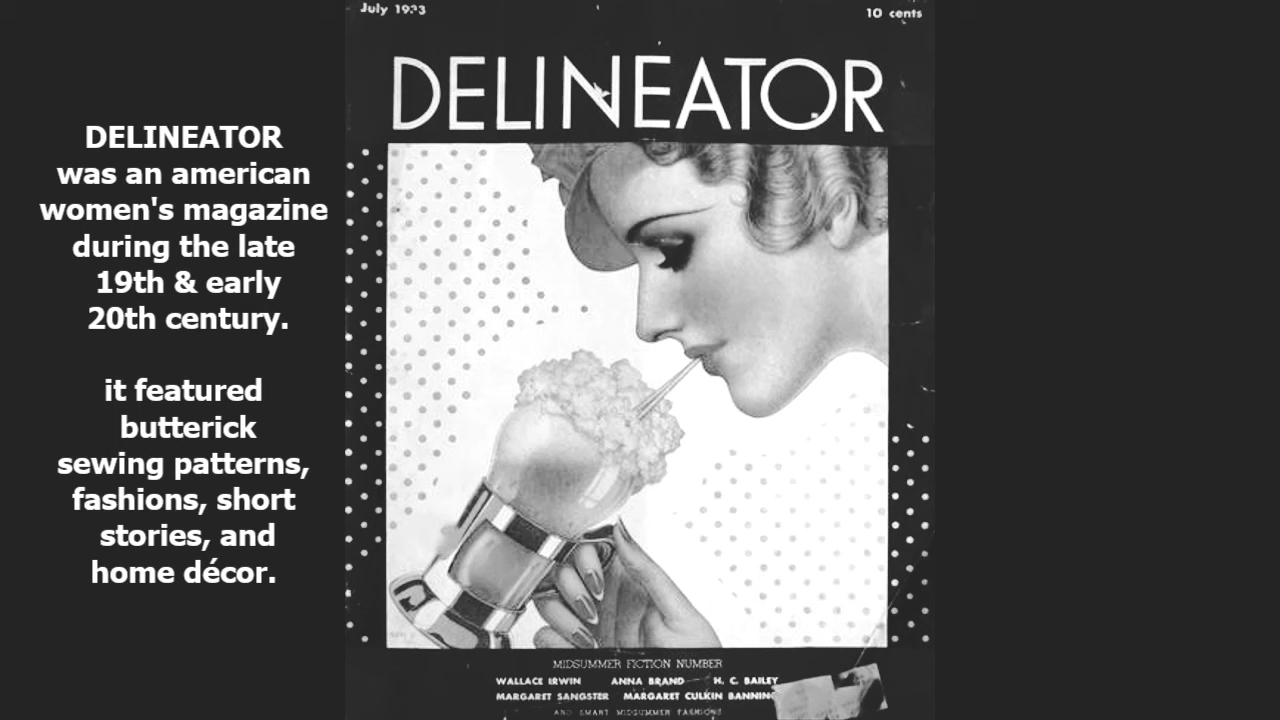 DELINEATOR
was an american
women's magazine
during the late
19th & early
20th century.
it featured
butterick
sewing patterns,
fashions, short
stories, and
home décor.
July 1933
10 cents
DELINEATOR
MIDSUMMER FICTION NUMBER
WALLACE IRWIN ANNA BRAND H. C. BAILEY
MARGARET SANGSTER MARGARET CULKIN BANNING
AND SMART MIDSUMMER FASHIONS